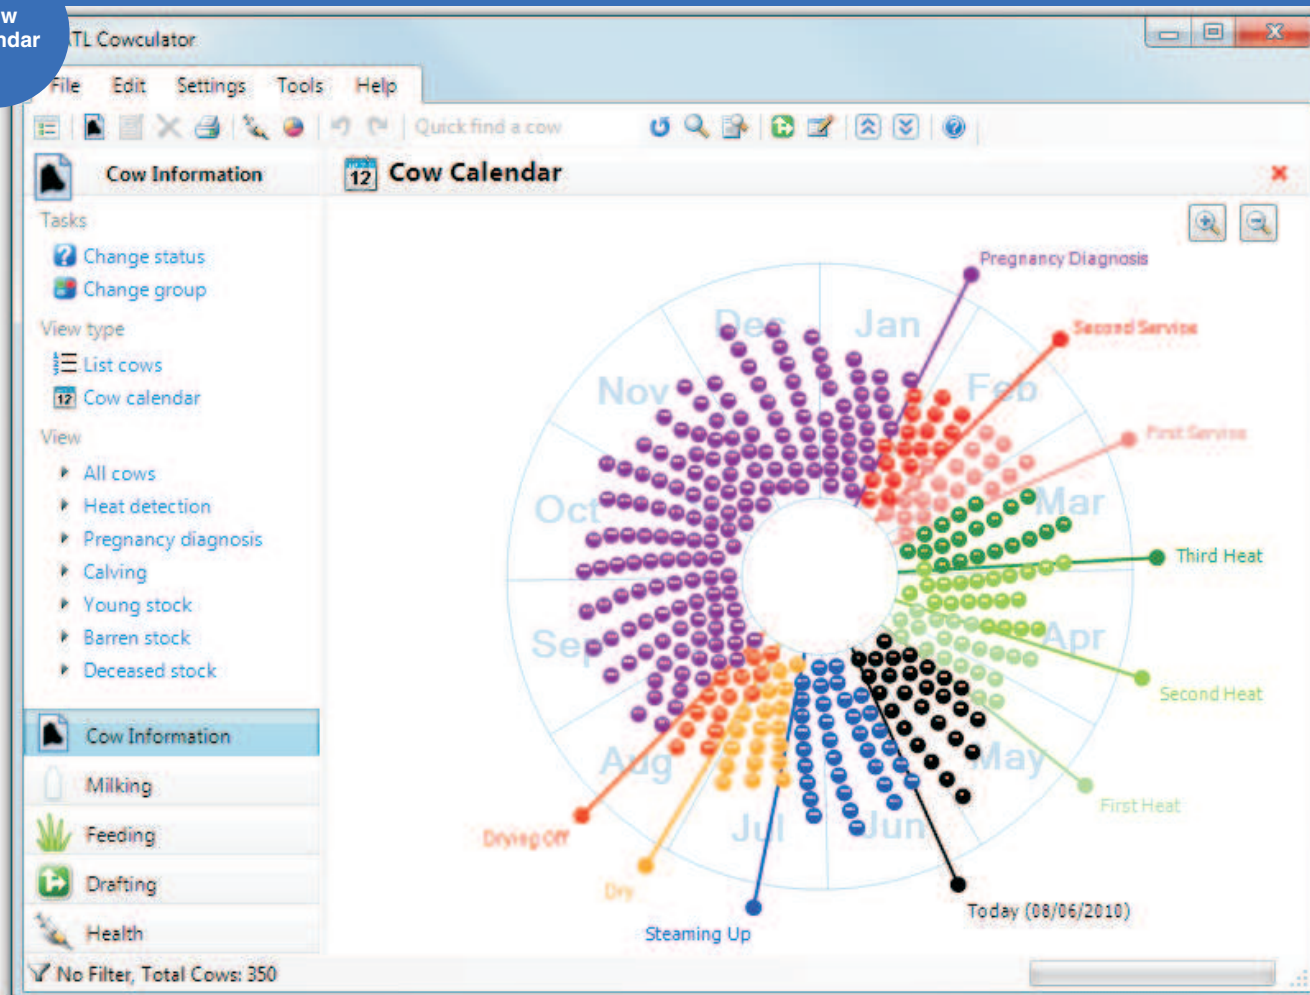 w
ndar
ATL Cowculator
File Edit Settings Tools Help
Quick find a cow
Cow Information
12 Cow Calendar
Tasks
Change status
Change group
View type
List cows
12 Cow calendar
View
All cows
Heat detection
Pregnancy diagnosis
Calving
Young stock
Barren stock
Deceased stock
Cow Information
Milking
Feeding
Drafting
Health
No Filter, Total Cows: 350
Pregnancy Diagnosis
Second Service
First Service
Third Heat
Second Heat
First Heat
Today (08/06/2010)
Steaming Up
Dry
Drying Off
Jan
Feb
Mar
Apr
May
Jun
Jul
Aug
Sep
Oct
Nov
Dec